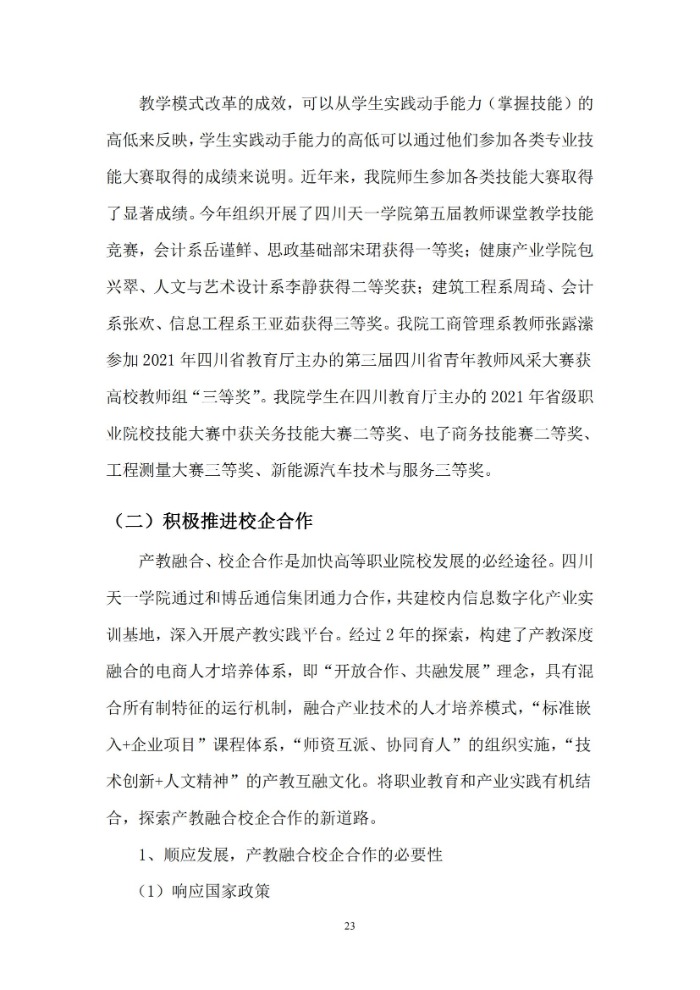 教学模式改革的成效，可以从学生实践动手能力（掌握技能）的
高低来反映，学生实践动手能力的高低可以通过他们参加各类专业技
能大赛取得的成绩来说明。近年来，我院师生参加各类技能大赛取得
了显著成绩。今年组织开展了四川天一学院第五届教师课堂教学技能
竞赛，会计系岳谨鲜、思政基础部宋珺获得一等奖；健康产业学院包
兴翠、人文与艺术设计系李静获得二等奖获；建筑工程系周琦、会计
系张欢、信息工程系王亚茹获得三等奖。我院工商管理系教师张露潆
参加 2021 年四川省教育厅主办的第三届四川省青年教师风采大赛获
高校教师组“三等奖”。我院学生在四川教育厅主办的 2021 年省级职
业院校技能大赛中获关务技能大赛二等奖、电子商务技能赛二等奖、
工程测量大赛三等奖、新能源汽车技术与服务三等奖。
（二）积极推进校企合作
产教融合、校企合作是加快高等职业院校发展的必经途径。四川
天一学院通过和博岳通信集团通力合作，共建校内信息数字化产业实
训基地，深入开展产教实践平台。经过 2 年的探索，构建了产教深度
融合的电商人才培养体系，即“开放合作、共融发展”理念，具有混
合所有制特征的运行机制，融合产业技术的人才培养模式，“标准嵌
入+企业项目”课程体系，“师资互派、协同育人”的组织实施，“技
术创新+人文精神”的产教互融文化。将职业教育和产业实践有机结
合，探索产教融合校企合作的新道路。
1、顺应发展，产教融合校企合作的必要性
（1）响应国家政策
23